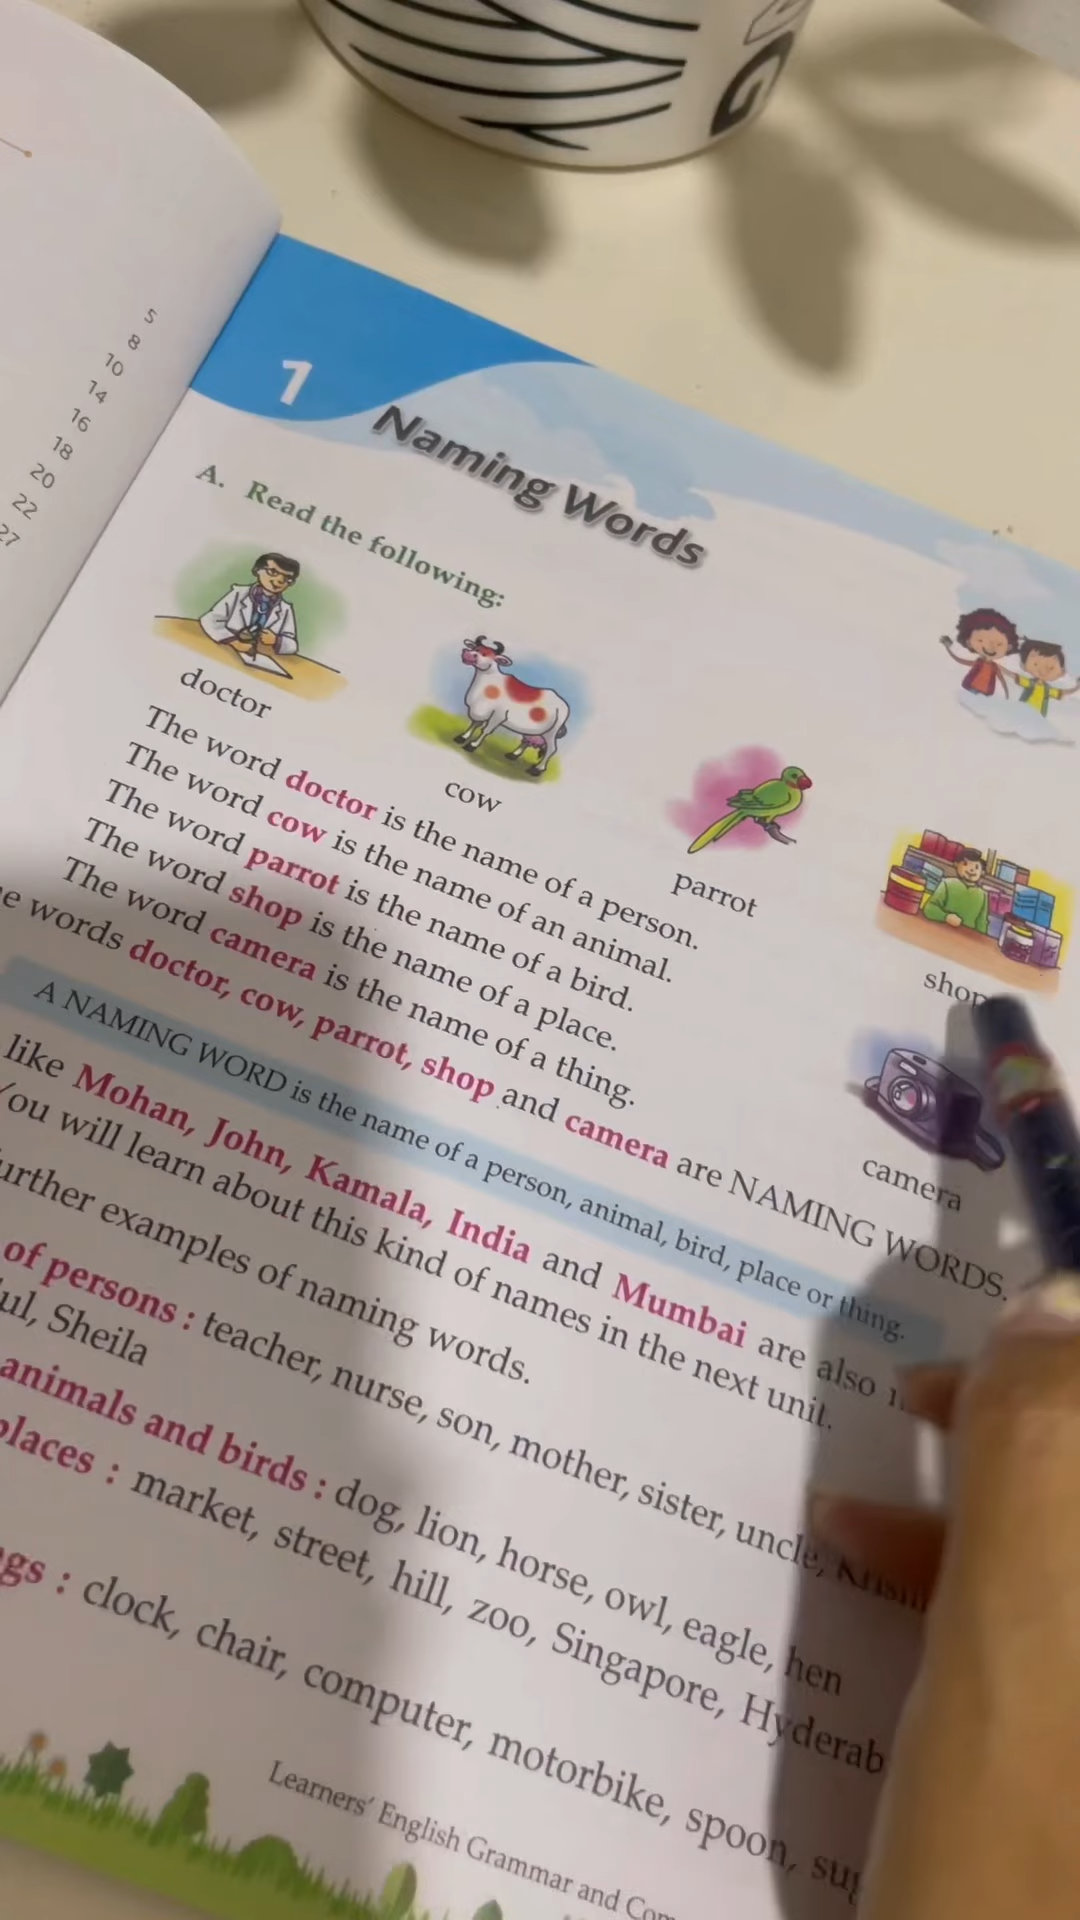 G
5
8
10
14
16
18
20
22
27
1
Naming Words
A. Read the following:
doctor
cow
parrot
shop
camera
The word doctor is the name of a person.
The word cow is the name of an animal.
The word parrot is the name of a bird.
The word shop is the name of a place.
The word camera is the name of a thing.
words doctor, cow, parrot, shop and camera are NAMING WORDS.
A NAMING WORD is the name of a person, animal, bird, place or thing.
like Mohan, John, Kamala, India and Mumbai are also
You will learn about this kind of names in the next unit.
further examples of naming words.
of persons : teacher, nurse, son, mother, sister, uncle,
Sheila
animals and birds : dog, lion, horse, owl, eagle, hen
places : market, street, hill, zoo, Singapore,
: clock, chair, computer, motorbike, spoon,
Learners' English Grammar and